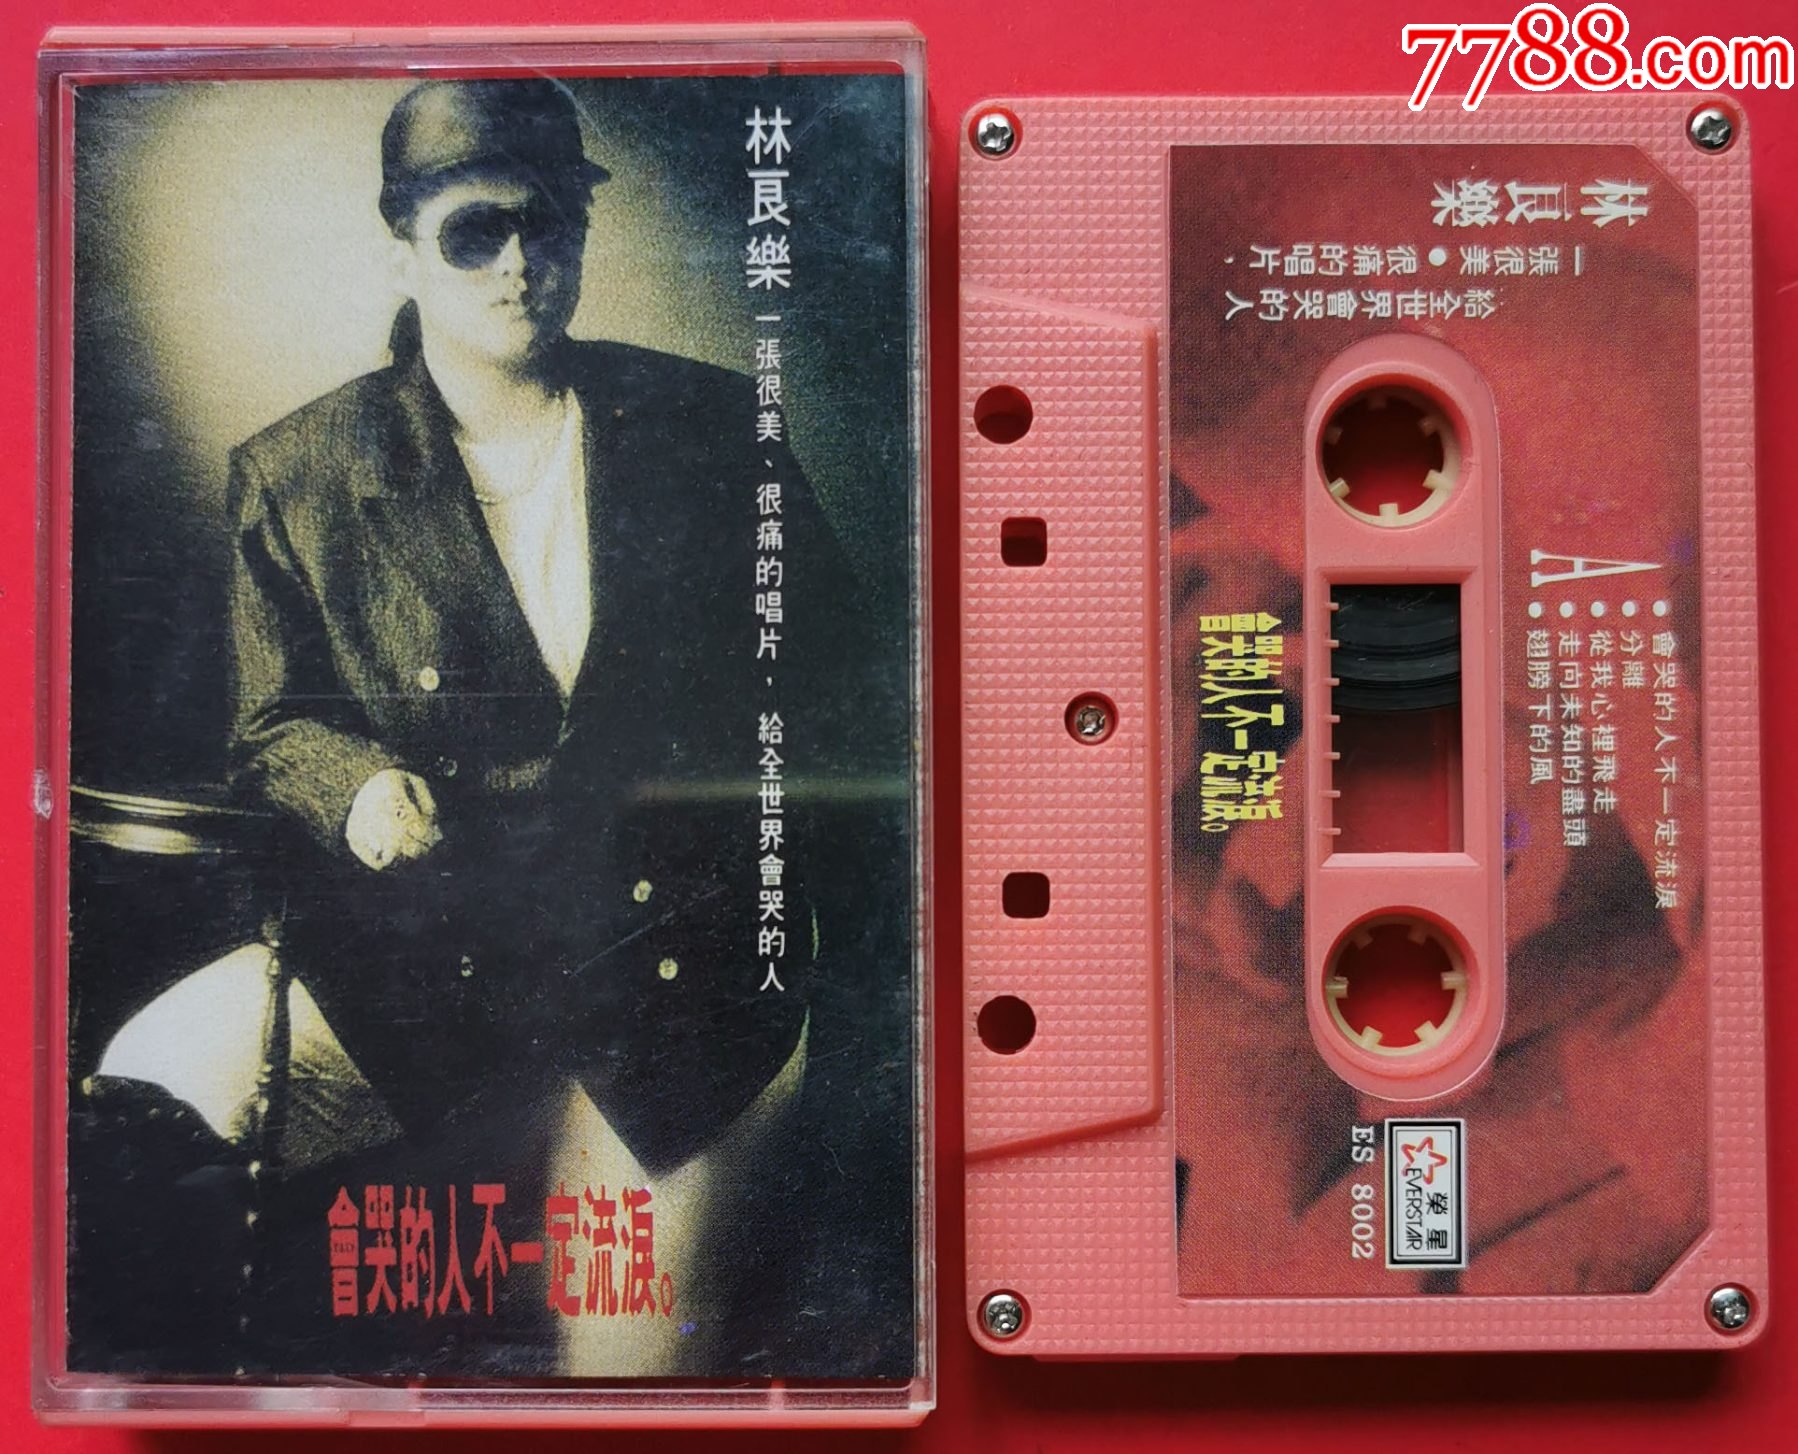 7788.com
林良樂
一張很美、很痛的唱片，給全世界會哭的人
會哭的人不一定流淚。
林良樂
一張很美•很痛的唱片，
給全世界會哭的人
A
•會哭的人不一定流淚
•分離
•從我心裡飛走
•走向未知的盡頭
•翅膀下的風
會哭的人不一定流淚。
榮星
EVERSTAR
ES 8002